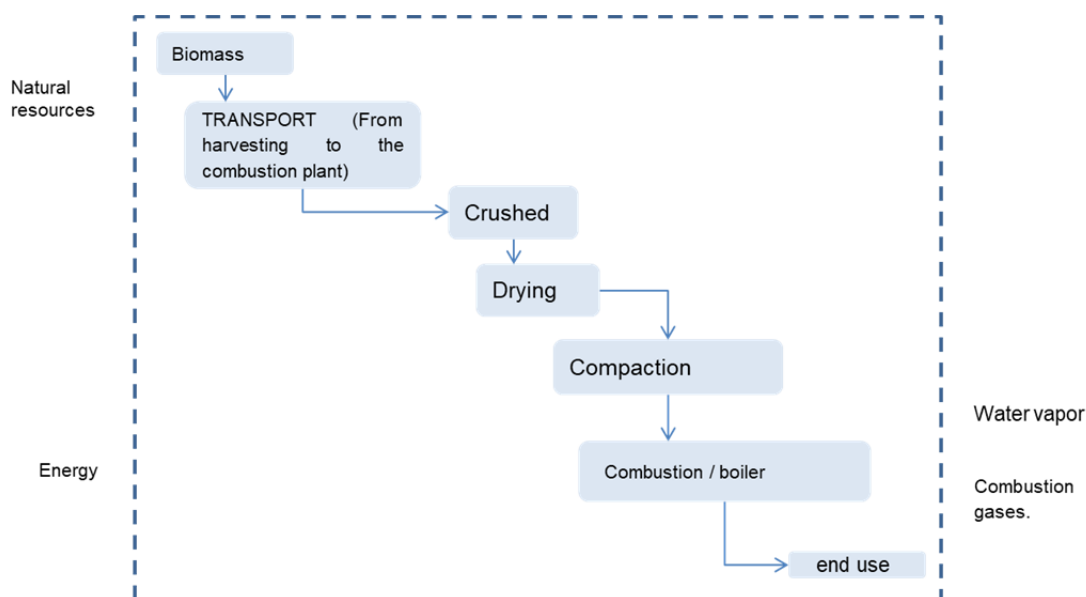 Biomass
Natural
resources
TRANSPORT (From
harvesting to the
combustion plant)
Crushed
Drying
Compaction
Water vapor
Energy
Combustion / boiler
Combustion
gases.
end use